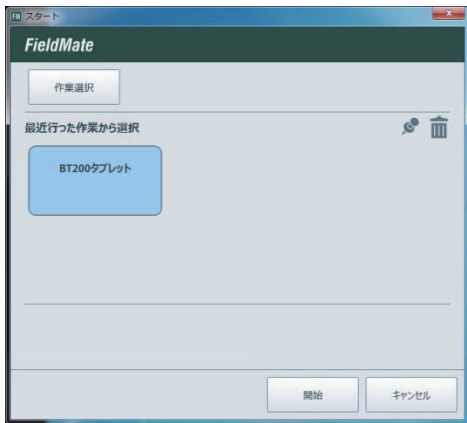 FM スタート
FieldMate
作業選択
最近行った作業から選択
BT200タブレット
開始
キャンセル